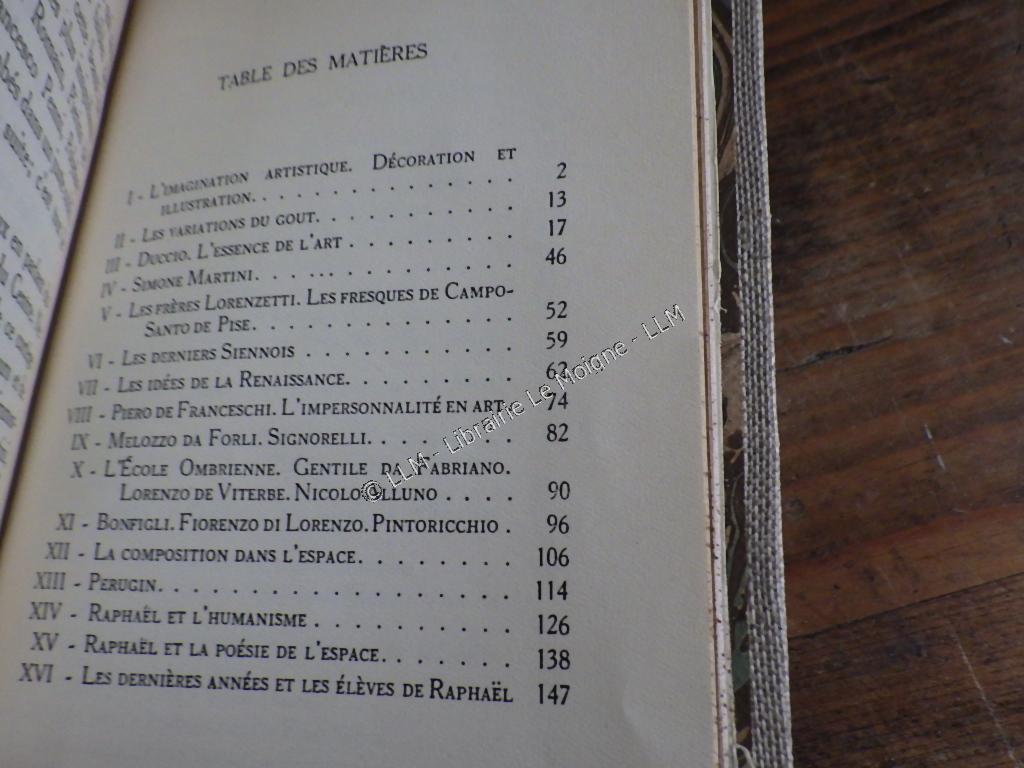 TABLE DES MATIÈRES
I - L'IMAGINATION ARTISTIQUE. DÉCORATION ET
ILLUSTRATION. . . . . . . . . . . . . . 2
II - LES VARIATIONS DU GOUT. . . . . . . . . . 13
III - DUCCIO. L'ESSENCE DE L'ART . . . . . . . . . 17
IV - SIMONE MARTINI. . . . . . . . . . . . . 46
V - LES FRÈRES LORENZETTI. LES FRESQUES DE CAMPO-
SANTO DE PISE. . . . . . . . . . . . . 52
VI - LES DERNIERS SIENNOIS . . . . . . . . . . . 59
VII - LES IDÉES DE LA RENAISSANCE. . . . . . . . . 62
VIII - PIERO DE FRANCESCHI. L'IMPERSONNALITÉ EN ART. 74
IX - MELOZZO DA FORLI. SIGNORELLI. . . . . . . . 82
X - L'ÉCOLE OMBRIENNE. GENTILE DA FABRIANO.
LORENZO DE VITERBE. NICOLO ALUNO . . . . 90
XI - BONFIGLI. FIORENZO DI LORENZO. PINTORICCHIO . 96
XII - LA COMPOSITION DANS L'ESPACE. . . . . . . . 106
XIII - PERUGIN. . . . . . . . . . . . . . . . . 114
XIV - RAPHAËL ET L'HUMANISME . . . . . . . . . . 126
XV - RAPHAËL ET LA POÉSIE DE L'ESPACE. . . . . . . 138
XVI - LES DERNIÈRES ANNÉES ET LES ÉLÈVES DE RAPHAËL 147
© LLM - Librairie Le Moigne - LLM